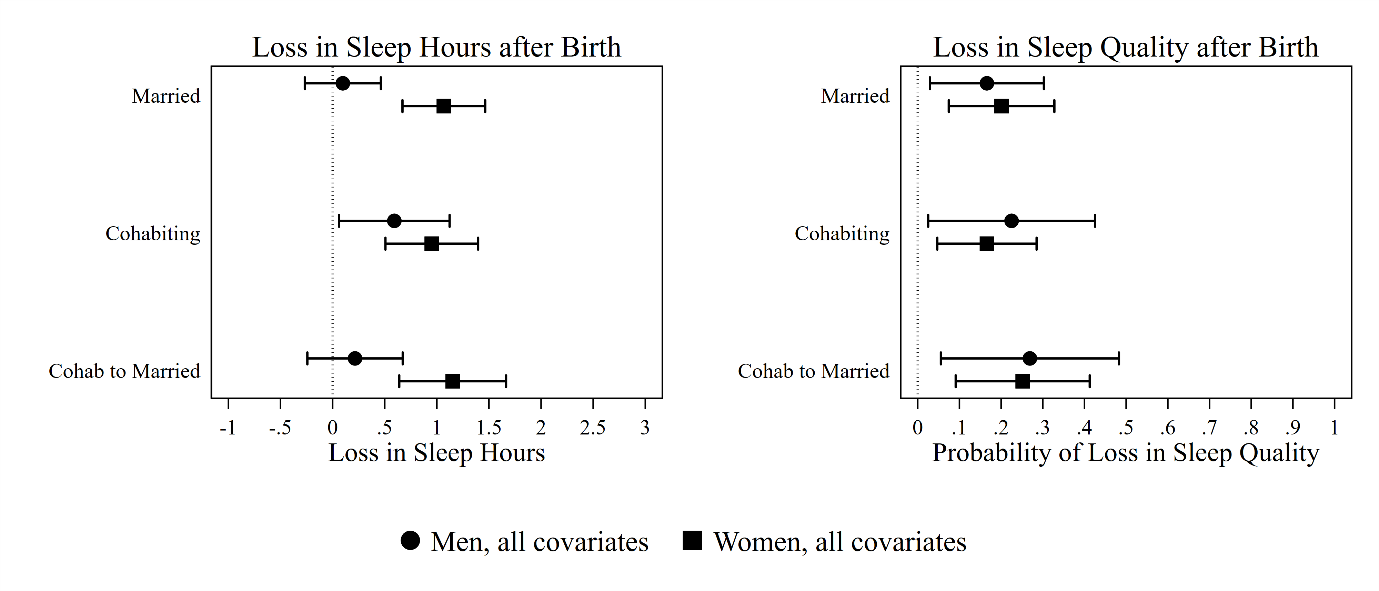 Loss in Sleep Hours after Birth
Married
Cohabiting
Cohab to Married
-1 -.5 0 .5 1 1.5 2 2.5 3
Loss in Sleep Hours
Loss in Sleep Quality after Birth
Married
Cohabiting
Cohab to Married
0 .1 .2 .3 .4 .5 .6 .7 .8 .9 1
Probability of Loss in Sleep Quality
Men, all covariates Women, all covariates